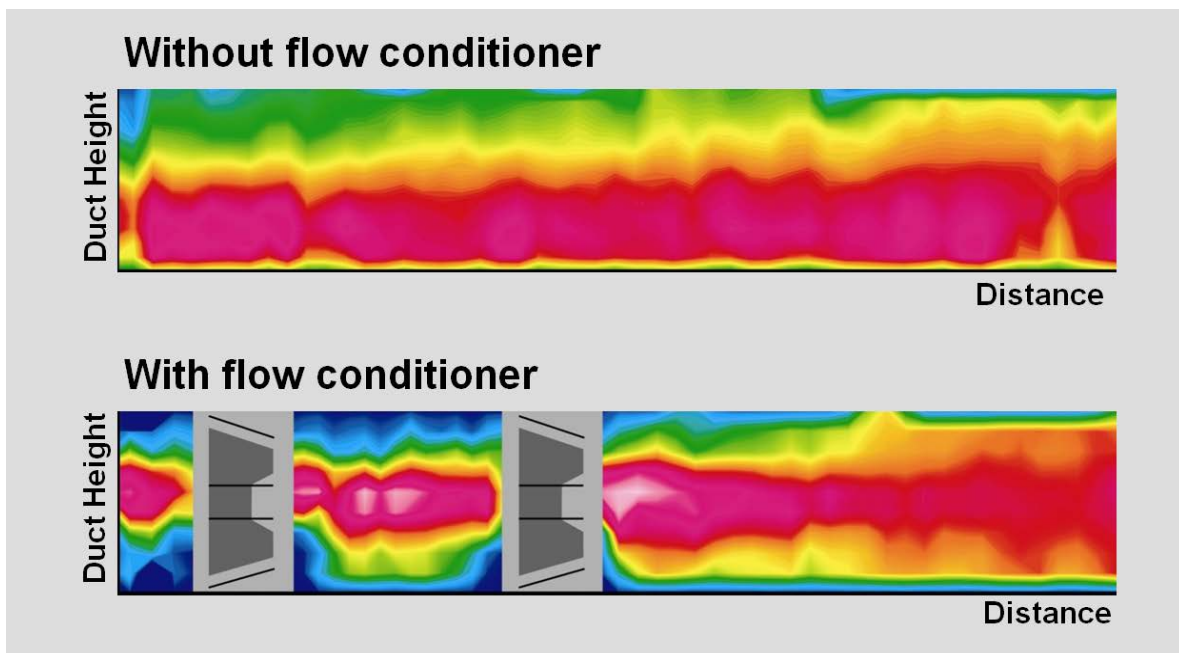 Without flow conditioner
Duct Height
Distance
With flow conditioner
Duct Height
Distance